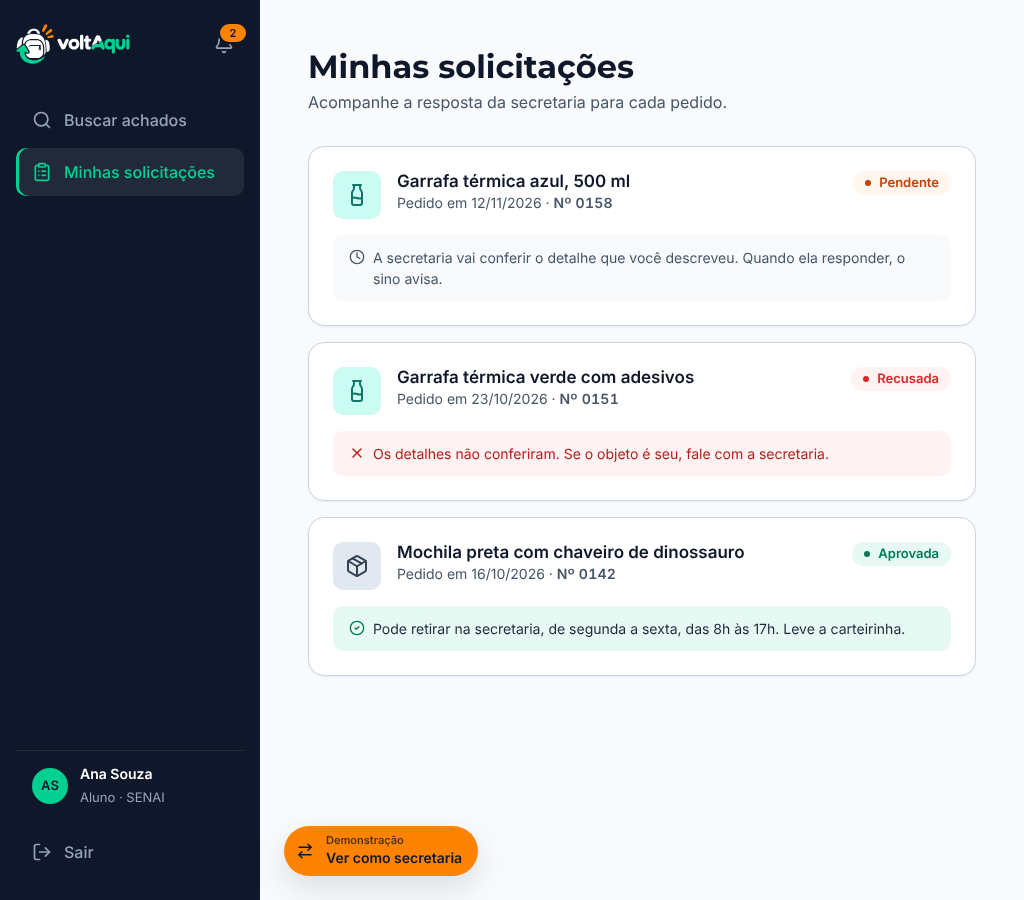 voltAqui
2
Buscar achados
Minhas solicitações
Ana Souza
AS
Aluno · SENAI
Sair
Minhas solicitações
Acompanhe a resposta da secretaria para cada pedido.
Garrafa térmica azul, 500 ml
Pendente
Pedido em 12/11/2026 · Nº 0158
A secretaria vai conferir o detalhe que você descreveu. Quando ela responder, o
sino avisa.
Garrafa térmica verde com adesivos
Recusada
Pedido em 23/10/2026 · Nº 0151
Os detalhes não conferiram. Se o objeto é seu, fale com a secretaria.
Mochila preta com chaveiro de dinossauro
Aprovada
Pedido em 16/10/2026 · Nº 0142
Pode retirar na secretaria, de segunda a sexta, das 8h às 17h. Leve a carteirinha.
Demonstração
Ver como secretaria